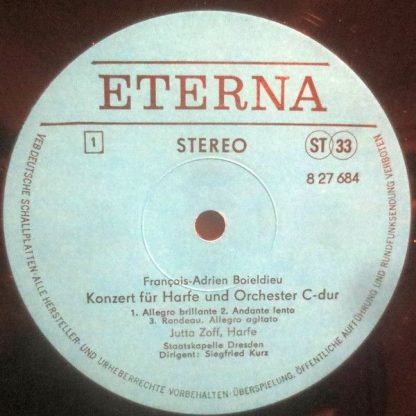 ETERNA
1
STEREO
ST 33
8 27 684
François-Adrien Boieldieu
Konzert für Harfe und Orchester C-dur
1. Allegro brillante 2. Andante lento
3. Rondeau. Allegro agitato
Jutta Zoff, Harfe
Staatskapelle Dresden
Dirigent: Siegfried Kurz
VEB DEUTSCHE SCHALLPLATTEN · ALLE HERSTELLER- UND URHEBERRECHTE VORBEHALTEN · ÜBERSPIELUNG, ÖFFENTLICHE AUFFÜHRUNG UND RUNDFUNKSENDUNG VERBOTEN